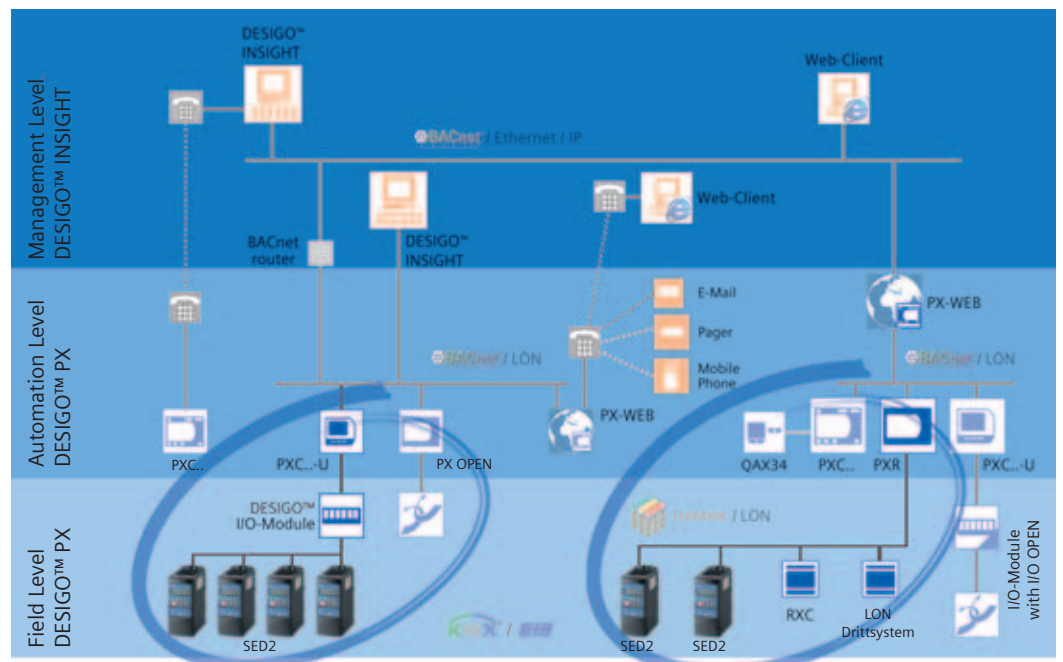 Management Level
DESIGO™ INSIGHT
DESIGO™
INSIGHT
Web-Client
BACnet / Ethernet / IP
Web-Client
BACnet
router
DESIGO™
INSIGHT
Automation Level
DESIGO™ PX
E-Mail
Pager
Mobile
Phone
PX-WEB
BACnet / LON
BACnet / LON
PX-WEB
PXC..
PXC..-U
PX OPEN
QAX34
PXC..
PXR
PXC..-U
Field Level
DESIGO™ PX
DESIGO™
I/O-Module
/ LON
I/O-Module
with I/O OPEN
SED2
SED2
SED2
RXC
LON
Drittsystem
KNX / EIB